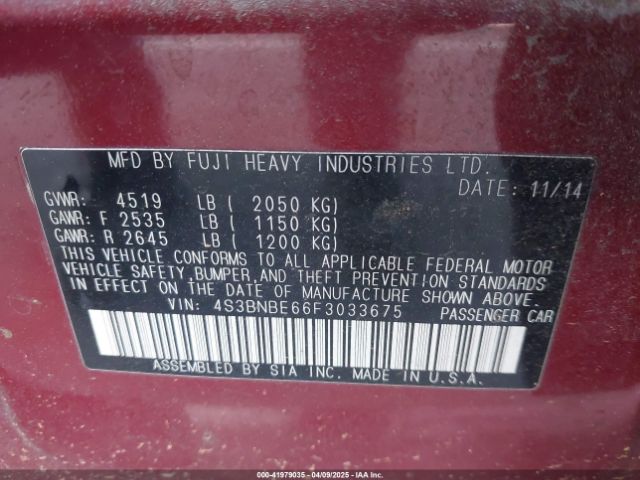 MFD BY FUJI HEAVY INDUSTRIES LTD.
DATE: 11/14
GVWR: 4519 LB ( 2050 KG)
GAWR: F 2535 LB ( 1150 KG)
GAWR: R 2645 LB ( 1200 KG)
THIS VEHICLE CONFORMS TO ALL APPLICABLE FEDERAL MOTOR
VEHICLE SAFETY, BUMPER, AND THEFT PREVENTION STANDARDS
IN EFFECT ON THE DATE OF MANUFACTURE SHOWN ABOVE.
VIN: 4S3BNBE66F3033675 PASSENGER CAR
ASSEMBLED BY SIA INC. MADE IN U.S.A.
000-41979035 - 04/09/2025 - IAAI.COM